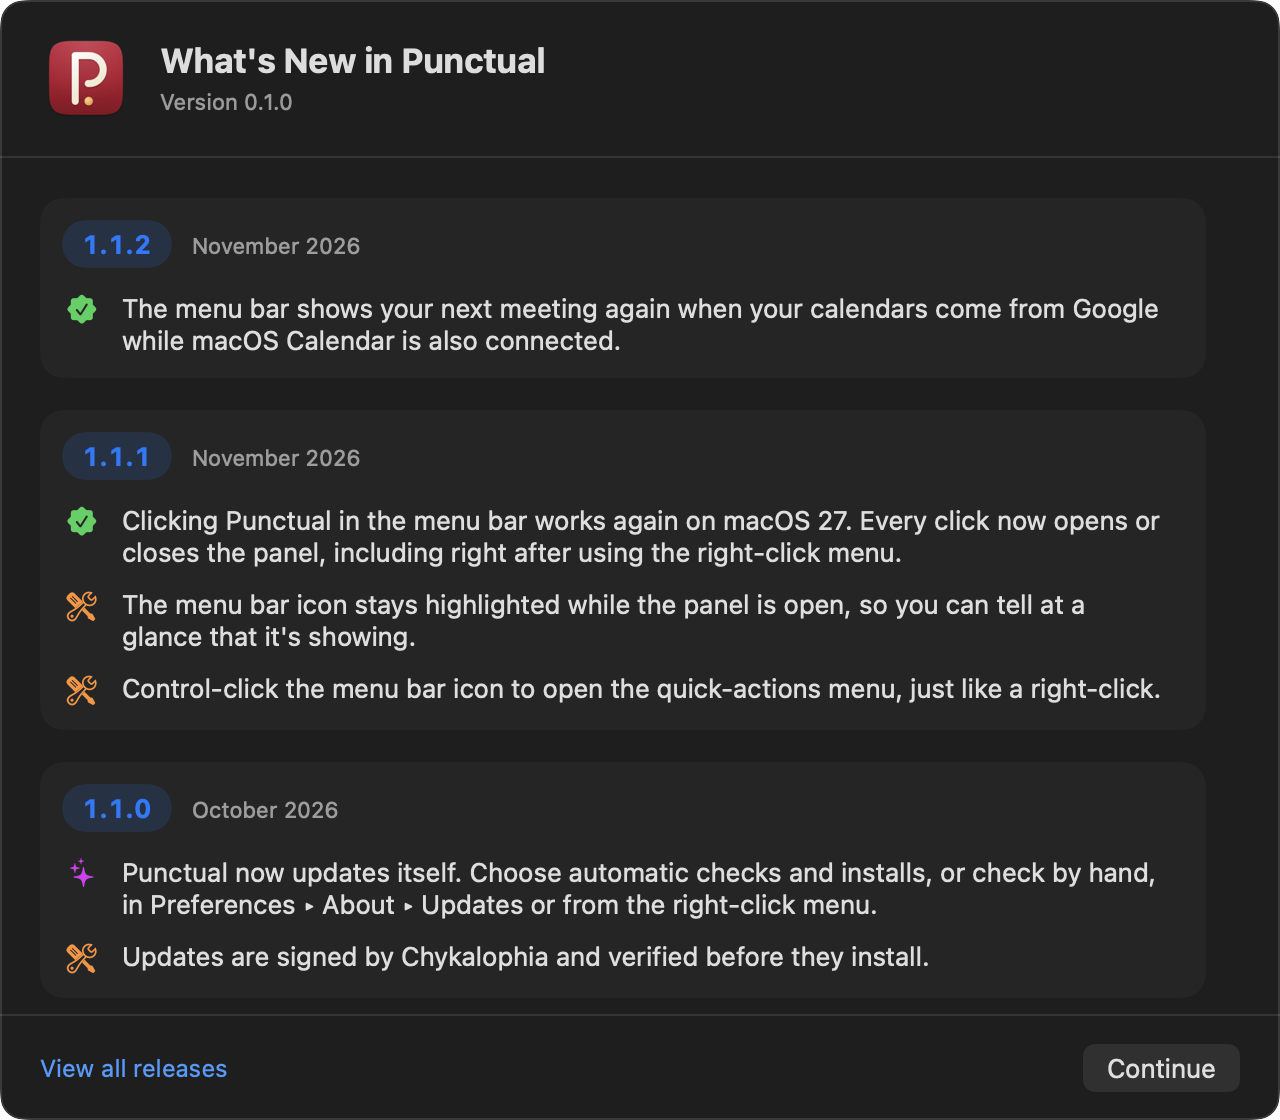 What's New in Punctual
Version 0.1.0
1.1.2 November 2026
The menu bar shows your next meeting again when your calendars come from Google
while macOS Calendar is also connected.
1.1.1 November 2026
Clicking Punctual in the menu bar works again on macOS 27. Every click now opens or
closes the panel, including right after using the right-click menu.
The menu bar icon stays highlighted while the panel is open, so you can tell at a
glance that it's showing.
Control-click the menu bar icon to open the quick-actions menu, just like a right-click.
1.1.0 October 2026
Punctual now updates itself. Choose automatic checks and installs, or check by hand,
in Preferences ▸ About ▸ Updates or from the right-click menu.
Updates are signed by Chykalophia and verified before they install.
View all releases
Continue